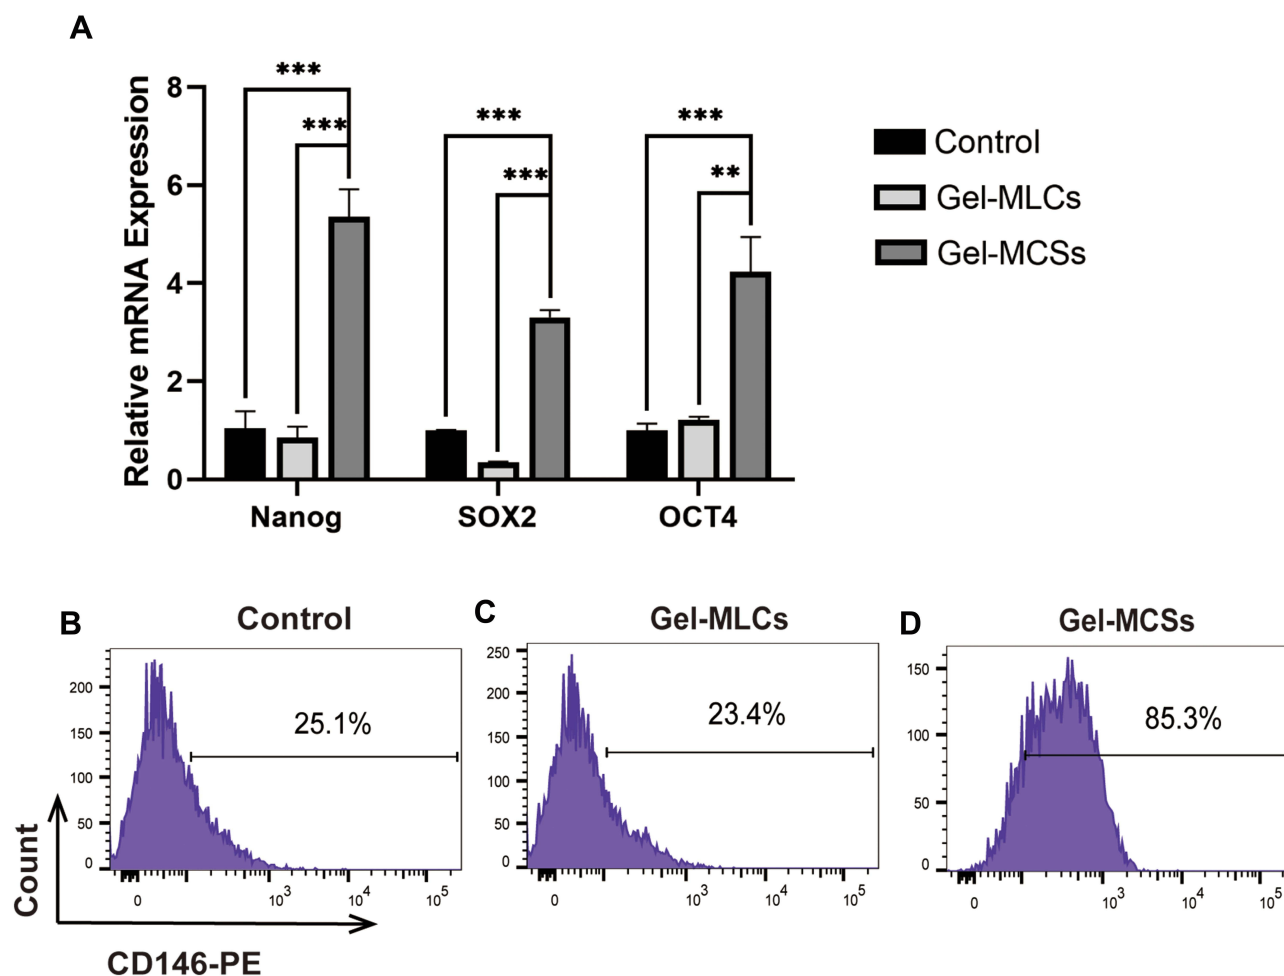 A
Relative mRNA Expression
8
6
4
2
0
***
***
***
***
***
**
Nanog
SOX2
OCT4
Control
Gel-MLCs
Gel-MCSs
B
Control
25.1%
200
150
100
50
0
0
10^3
10^4
10^5
Count
CD146-PE
C
Gel-MLCs
23.4%
250
200
150
100
50
0
0
10^3
10^4
10^5
D
Gel-MCSs
85.3%
150
100
50
0
0
10^3
10^4
10^5